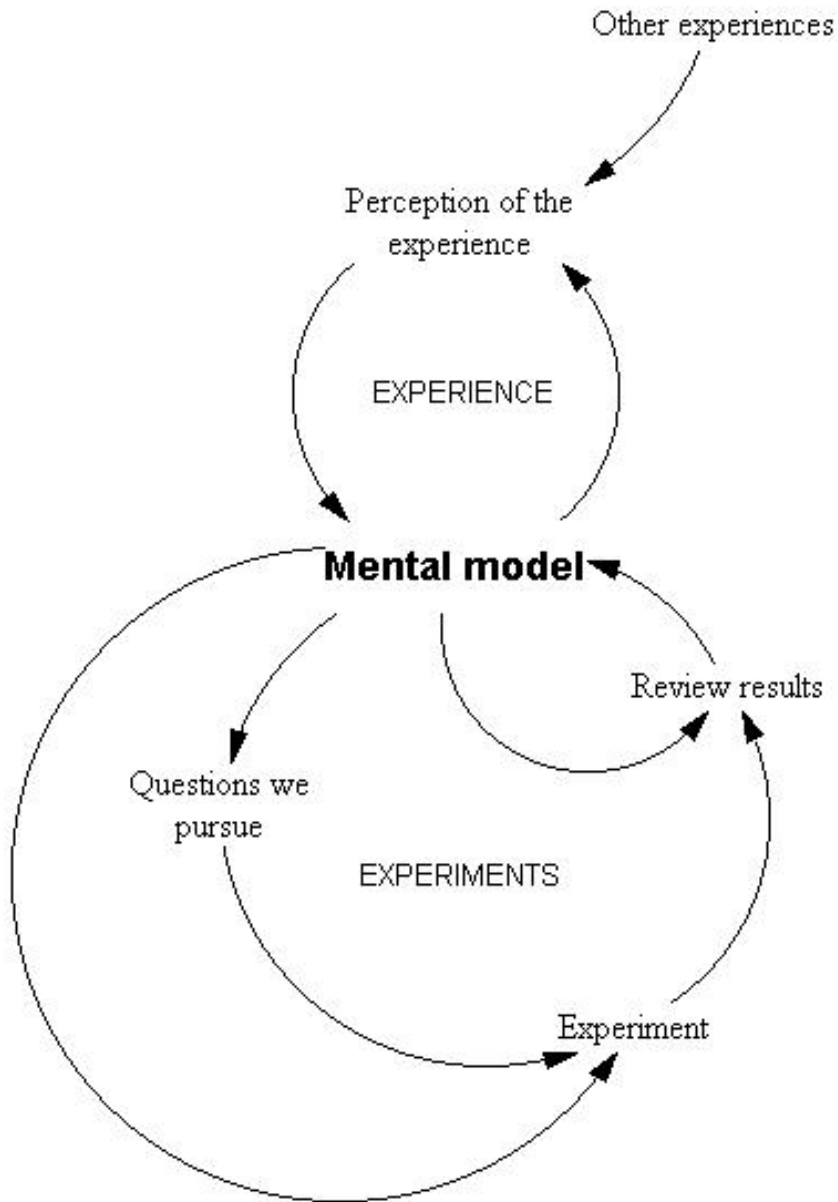 Other experiences
Perception of the
experience
EXPERIENCE
Mental model
Review results
Questions we
pursue
EXPERIMENTS
Experiment